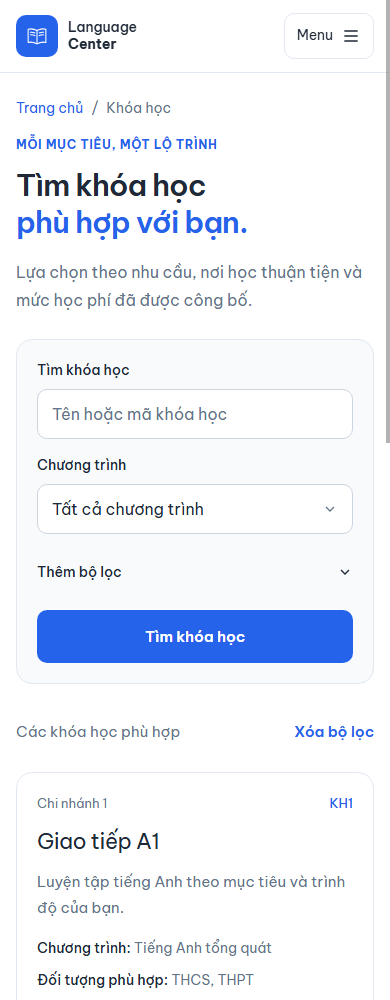 Language
Center
Menu
Trang chủ / Khóa học
MỖI MỤC TIÊU, MỘT LỘ TRÌNH
Tìm khóa học
phù hợp với bạn.
Lựa chọn theo nhu cầu, nơi học thuận tiện và
mức học phí đã được công bố.
Tìm khóa học
Tên hoặc mã khóa học
Chương trình
Tất cả chương trình
Thêm bộ lọc
Tìm khóa học
Các khóa học phù hợp
Xóa bộ lọc
Chi nhánh 1
KH1
Giao tiếp A1
Luyện tập tiếng Anh theo mục tiêu và trình
độ của bạn.
Chương trình: Tiếng Anh tổng quát
Đối tượng phù hợp: THCS, THPT